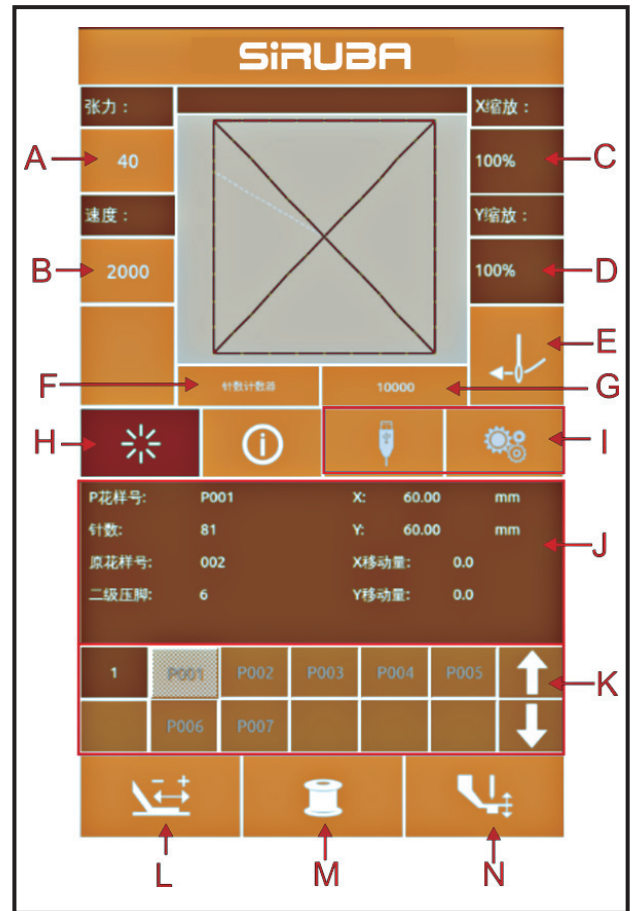 SiRUBA
张力：
X缩放：
A
40
100%
C
速度：
Y缩放：
B
2000
100%
D
E
F
针数计数器
10000
G
H
I
P花样号: P001 X: 60.00 mm
针数: 81 Y: 60.00 mm
J
原花样号: 002 X移动量: 0.0
二级压脚: 6 Y移动量: 0.0
1 P001 P002 P003 P004 P005
K
P006 P007
L M N